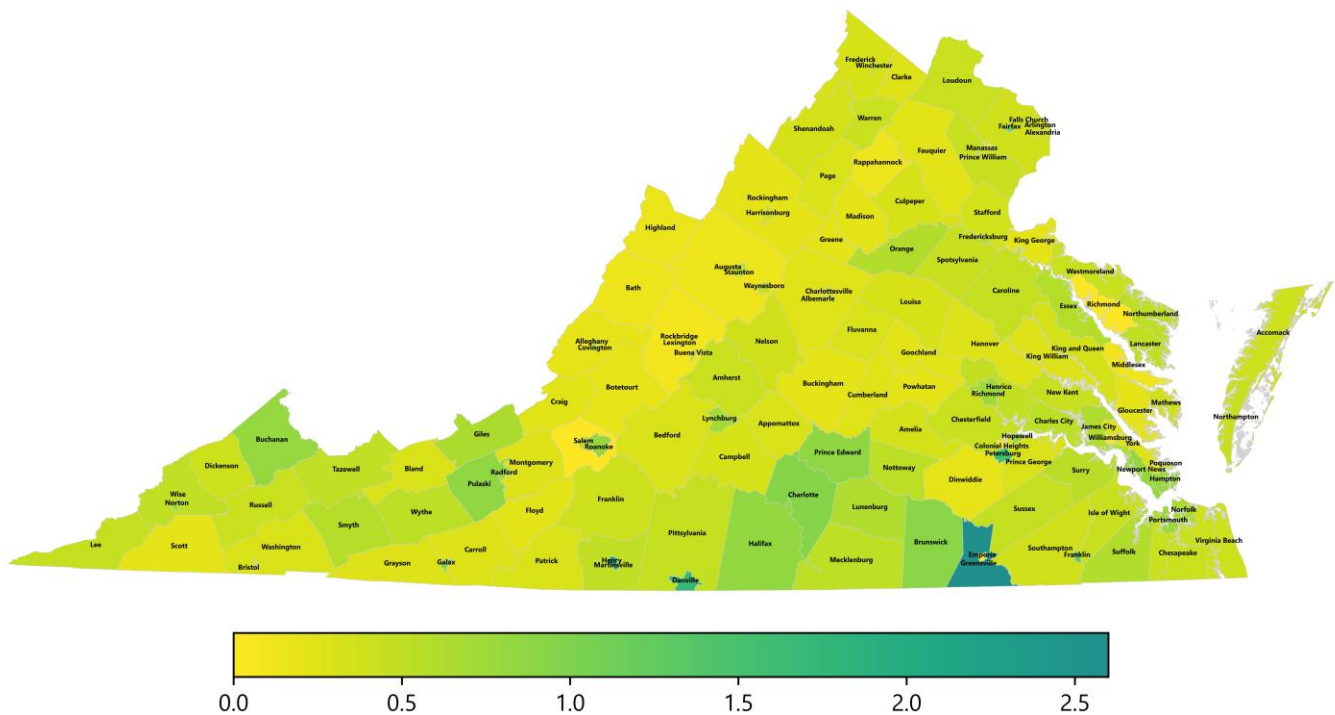 Frederick
Winchester
Clarke
Loudoun
Warren
Falls Church
Fairfax
Arlington
Alexandria
Shenandoah
Manassas
Prince William
Fauquier
Rappahannock
Page
Rockingham
Harrisonburg
Culpeper
Madison
Stafford
Highland
Greene
Orange
Fredericksburg
King George
Spotsylvania
Augusta
Staunton
Waynesboro
Westmoreland
Bath
Charlottesville
Albemarle
Louisa
Caroline
Essex
Richmond
Northumberland
Accomack
Rockbridge
Lexington
Buena Vista
Alleghany
Covington
Nelson
Fluvanna
Goochland
Hanover
King and Queen
King William
Lancaster
Middlesex
Amherst
Buckingham
Cumberland
Powhatan
Henrico
Richmond
New Kent
Mathews
Gloucester
Northampton
Botetourt
Craig
Lynchburg
Appomattox
Amelia
Chesterfield
Charles City
James City
Williamsburg
York
Bedford
Salem
Roanoke
Giles
Buchanan
Hopewell
Colonial Heights
Petersburg
Prince George
Campbell
Prince Edward
Nottoway
Dinwiddie
Surry
Poquoson
Newport News
Hampton
Dickenson
Tazewell
Bland
Montgomery
Radford
Pulaski
Wise
Norton
Russell
Smyth
Wythe
Floyd
Franklin
Charlotte
Lunenburg
Sussex
Isle of Wight
Norfolk
Portsmouth
Pittsylvania
Halifax
Mecklenburg
Brunswick
Emporia
Greensville
Southampton
Franklin
Suffolk
Chesapeake
Virginia Beach
Lee
Scott
Washington
Bristol
Grayson
Galax
Carroll
Patrick
Henry
Martinsville
Danville
0.0 0.5 1.0 1.5 2.0 2.5